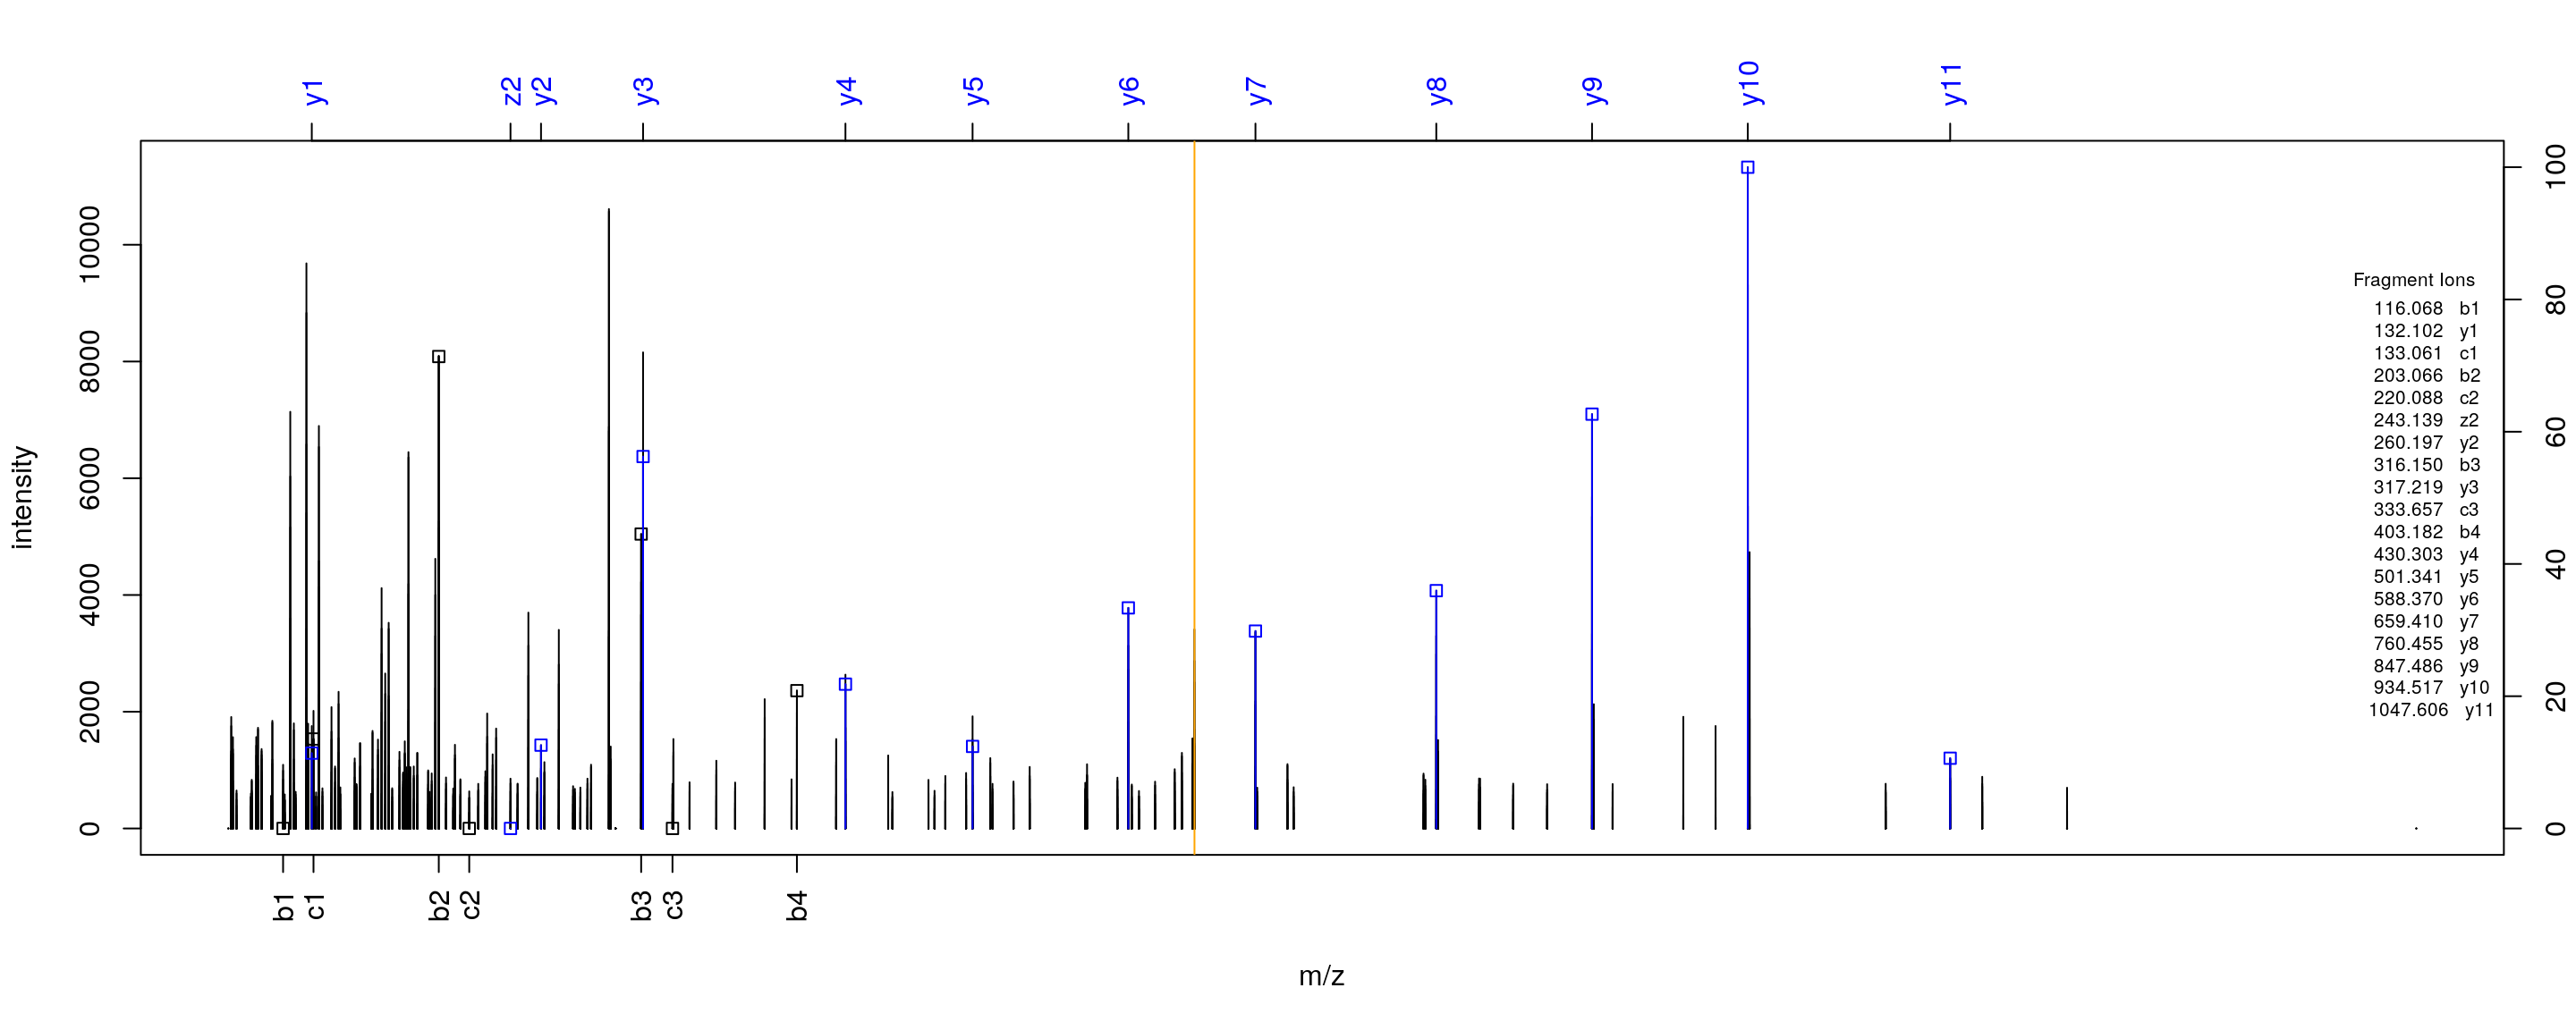 y1 z2 y2 y3 y4 y5 y6 y7 y8 y9 y10 y11
intensity
0 2000 4000 6000 8000 10000
0 20 40 60 80 100
Fragment Ions
116.068 b1
132.102 y1
133.061 c1
203.066 b2
220.088 c2
243.139 z2
260.197 y2
316.150 b3
317.219 y3
333.657 c3
403.182 b4
430.303 y4
501.341 y5
588.370 y6
659.410 y7
760.455 y8
847.486 y9
934.517 y10
1047.606 y11
b1 c1 b2 c2 b3 c3 b4
m/z